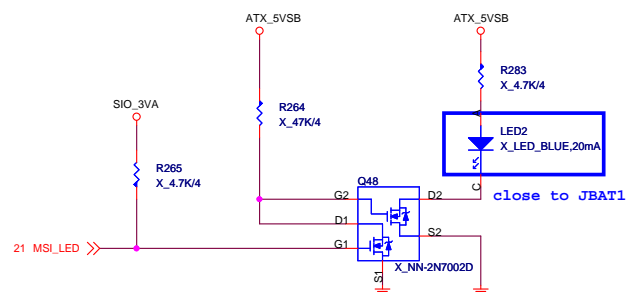 ATX_5VSB
ATX_5VSB
R283
X_4.7K/4
SIO_3VA
R264
X_47K/4
A
LED2
X_LED_BLUE,20mA
R265
X_4.7K/4
Q48
C
close to JBAT1
G2
D2
D1
S2
21 MSI_LED
G1
X_NN-2N7002D
S1